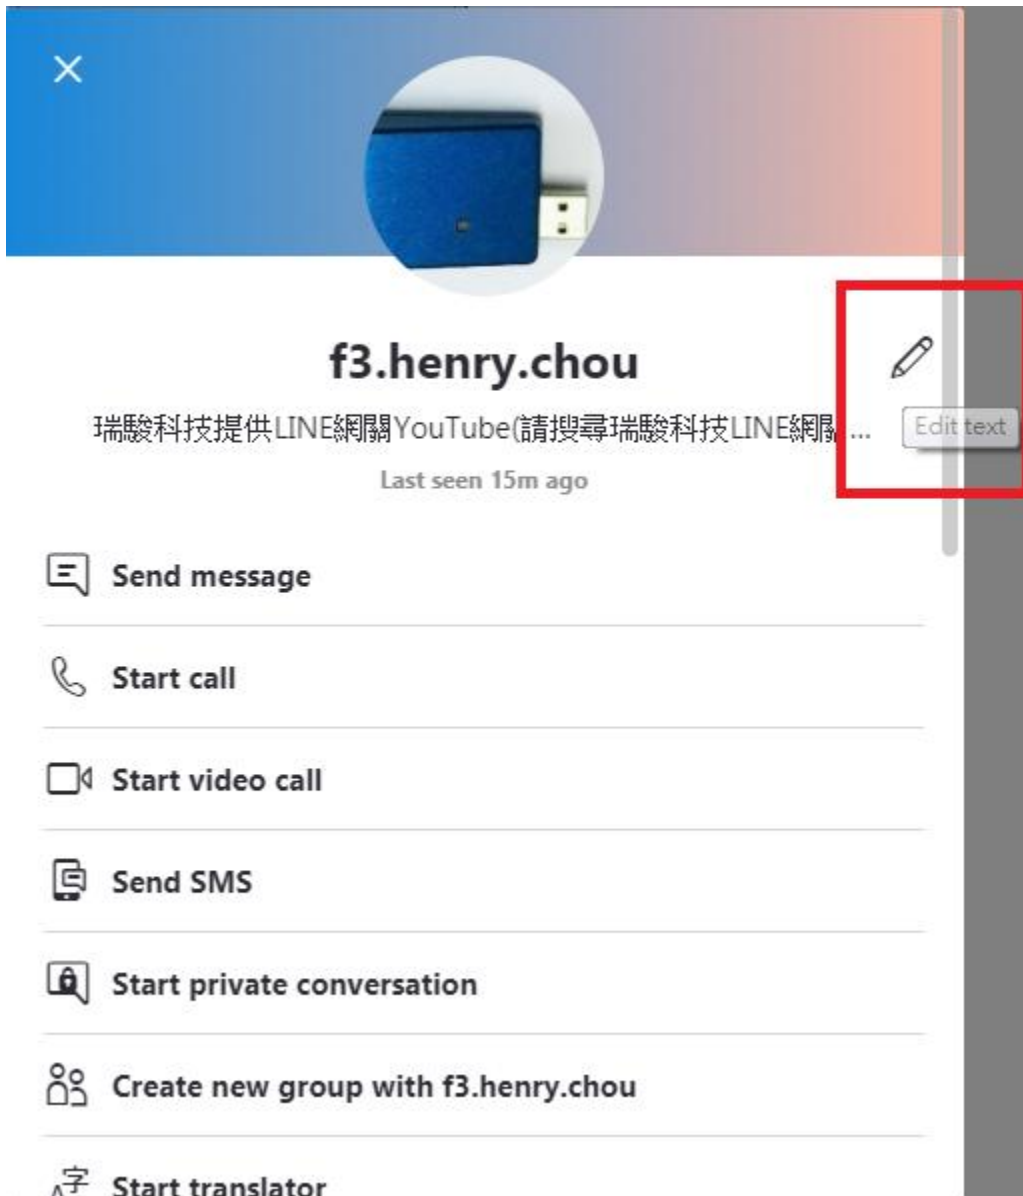 f3.henry.chou
瑞駿科技提供LINE網關YouTube(請搜尋瑞駿科技LINE網關...
Edit text
Last seen 15m ago
Send message
Start call
Start video call
Send SMS
Start private conversation
Create new group with f3.henry.chou
Start translator